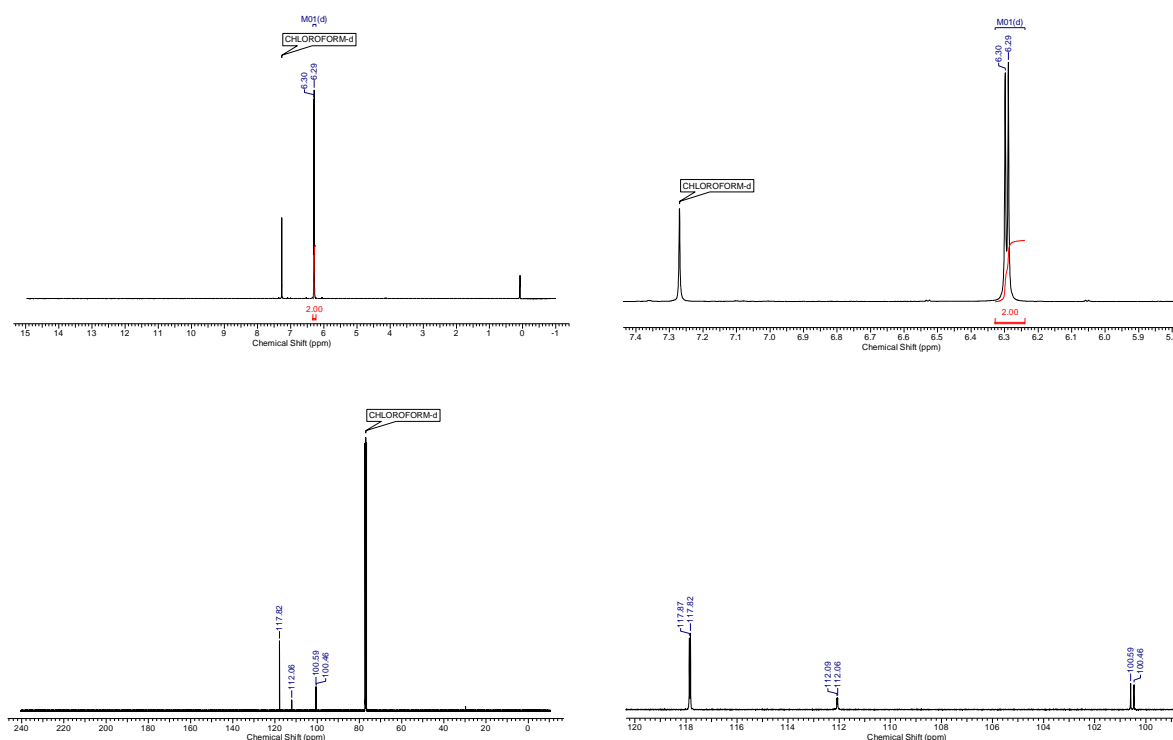 M01(d)
CHLOROFORM-d
6.30
6.29
2.00
15 14 13 12 11 10 9 8 7 6 5 4 3 2 1 0 -1
Chemical Shift (ppm)
M01(d)
6.30
6.29
CHLOROFORM-d
2.00
7.4 7.3 7.2 7.1 7.0 6.9 6.8 6.7 6.6 6.5 6.4 6.3 6.2 6.1 6.0 5.9
Chemical Shift (ppm)
CHLOROFORM-d
117.82
112.06
100.59
100.46
240 220 200 180 160 140 120 100 80 60 40 20 0
Chemical Shift (ppm)
117.87
117.82
112.09
112.06
100.59
100.46
120 118 116 114 112 110 108 106 104 102 100
Chemical Shift (ppm)